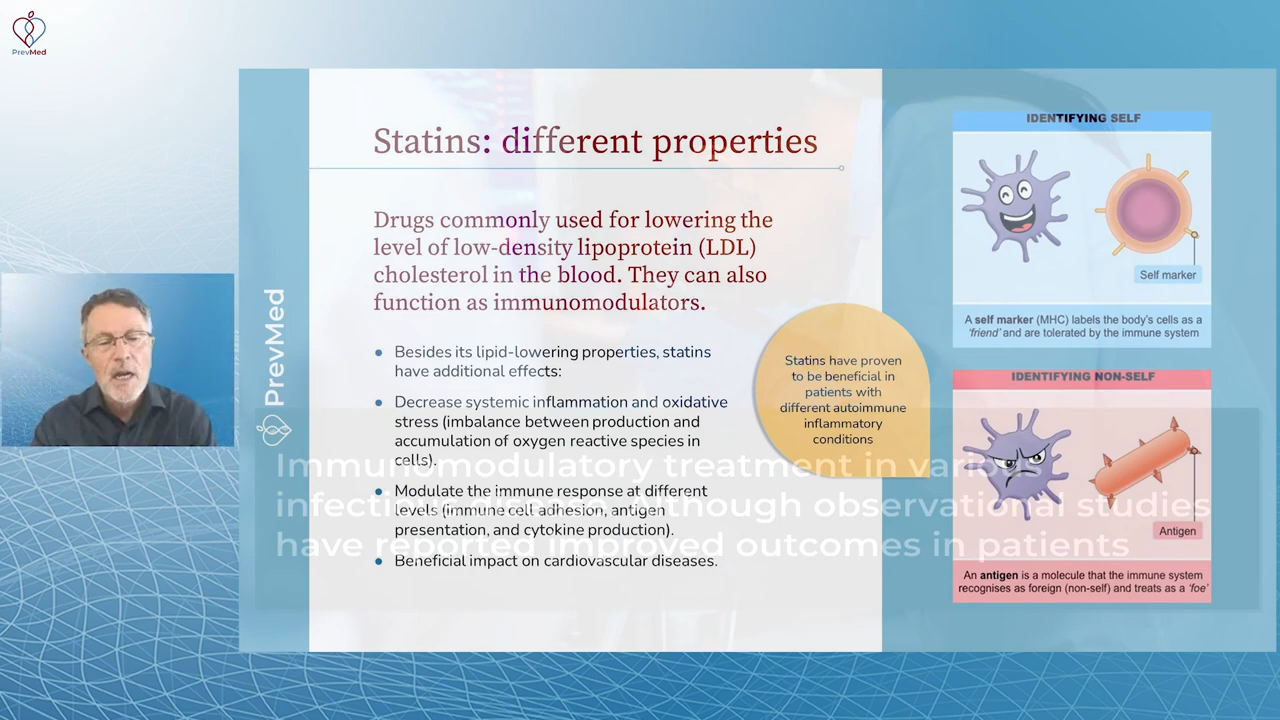 PrevMed
PrevMed
Statins: different properties
Drugs commonly used for lowering the
level of low-density lipoprotein (LDL)
cholesterol in the blood. They can also
function as immunomodulators.
Besides its lipid-lowering properties, statins
have additional effects:
Decrease systemic inflammation and oxidative
stress (imbalance between production and
accumulation of oxygen reactive species in
cells).
Modulate the immune response at different
levels (immune cell adhesion, antigen
presentation, and cytokine production).
Beneficial impact on cardiovascular diseases.
Statins have proven
to be beneficial in
patients with
different autoimmune
inflammatory
conditions
IDENTIFYING SELF
Self marker
A self marker (MHC) labels the body's cells as a
'friend' and are tolerated by the immune system
IDENTIFYING NON-SELF
Antigen
An antigen is a molecule that the immune system
recognises as foreign (non-self) and treats as a 'foe'
Immunomodulatory treatment in various
Although observational studies
have reported improved outcomes in patients